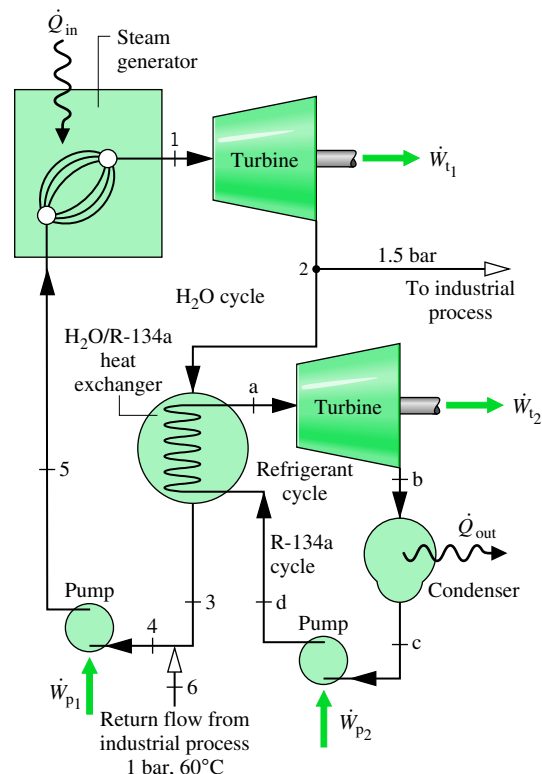 Q̇in
Steam
generator
1
Turbine
Ẇt1
2
1.5 bar
To industrial
process
H2O cycle
H2O/R-134a
heat
exchanger
a
Turbine
Ẇt2
5
Refrigerant
cycle
b
Q̇out
R-134a
cycle
Condenser
Pump
4
3
d
Pump
c
6
Ẇp1
Return flow from
industrial process
1 bar, 60°C
Ẇp2